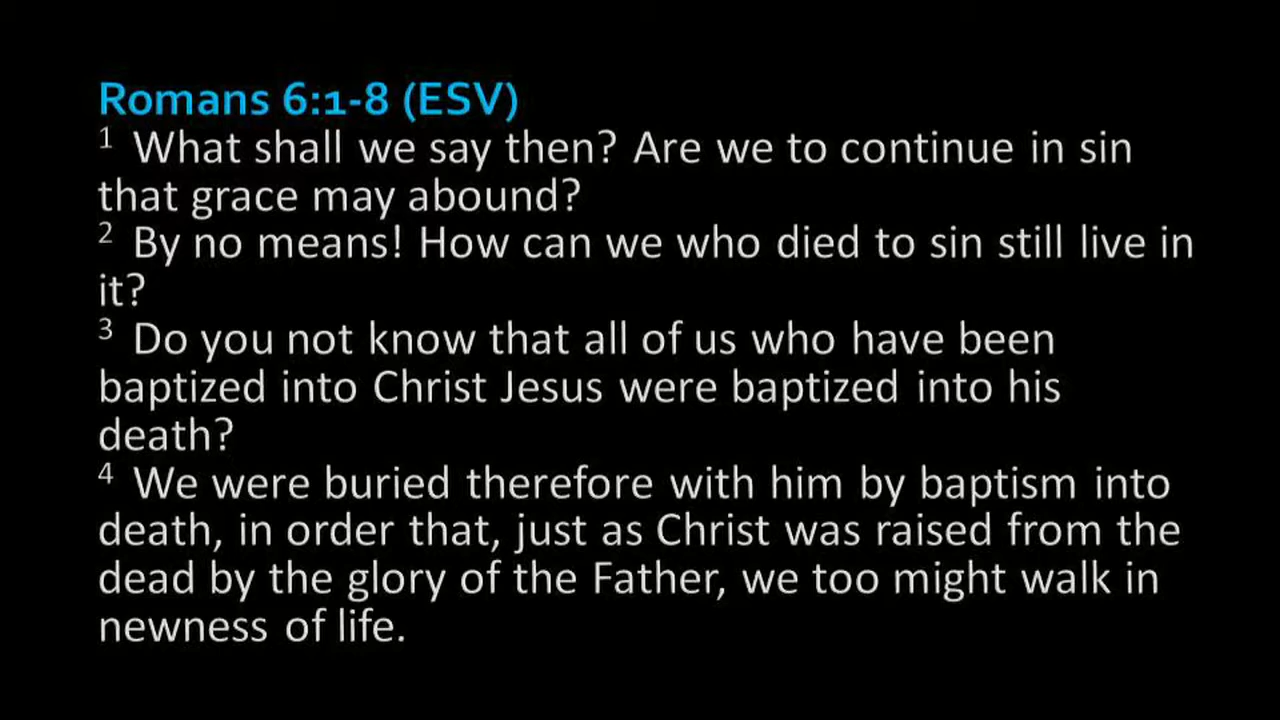 Romans 6:1-8 (ESV)
1 What shall we say then? Are we to continue in sin
that grace may abound?
2 By no means! How can we who died to sin still live in
it?
3 Do you not know that all of us who have been
baptized into Christ Jesus were baptized into his
death?
4 We were buried therefore with him by baptism into
death, in order that, just as Christ was raised from the
dead by the glory of the Father, we too might walk in
newness of life.